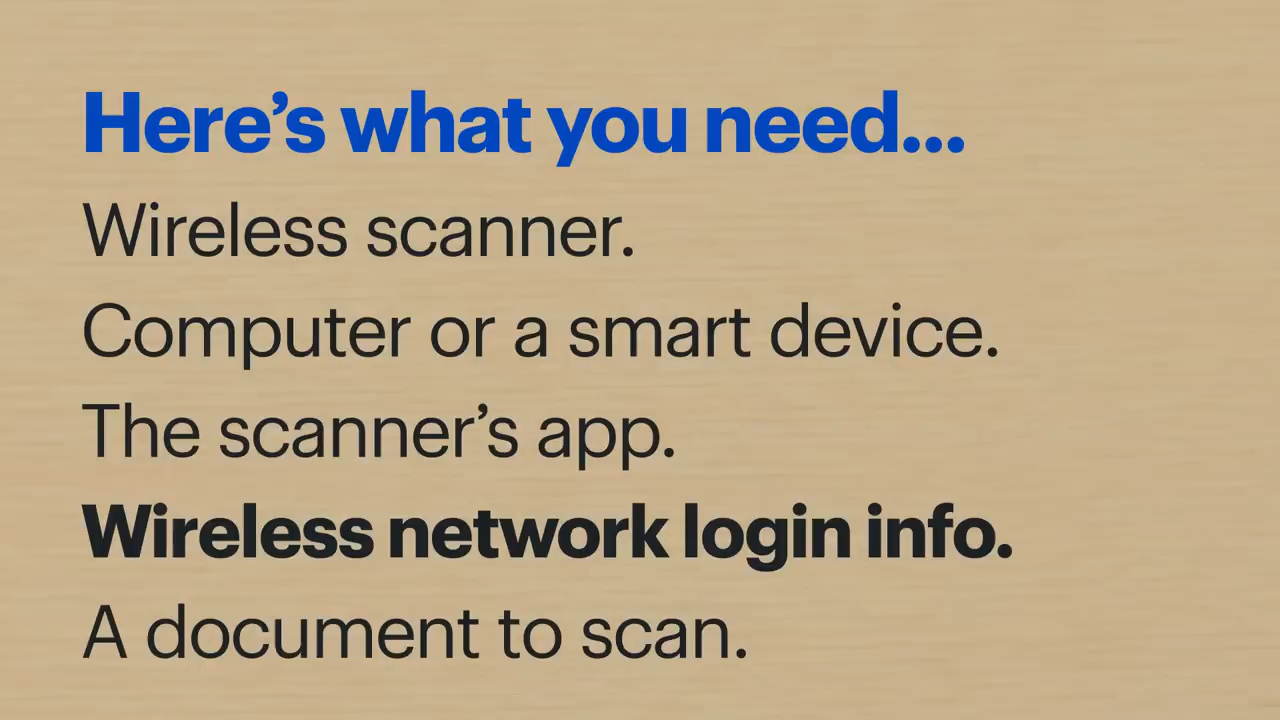 Here’s what you need...
Wireless scanner.
Computer or a smart device.
The scanner’s app.
Wireless network login info.
A document to scan.